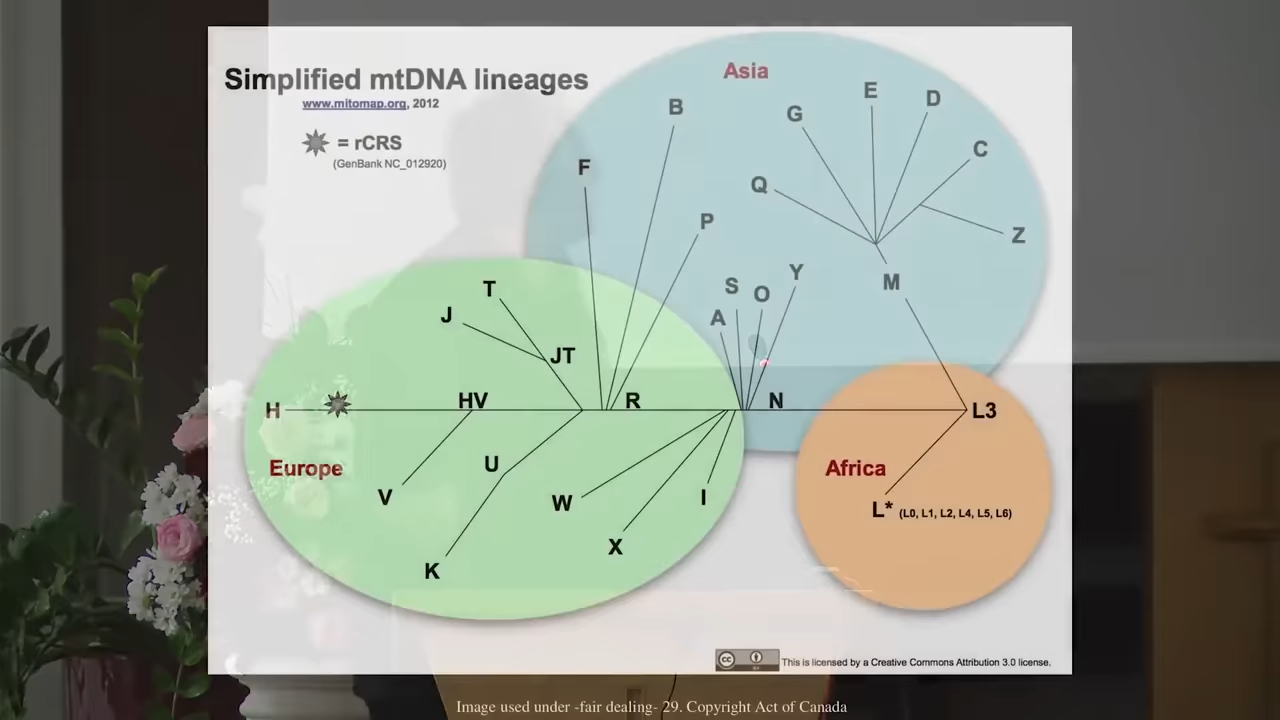 Simplified mtDNA lineages
www.mitomap.org, 2012
= rCRS
(GenBank NC_012920)
Asia
B
G
E
D
C
F
Q
P
Z
T
J
S
O
Y
M
A
JT
H
HV
R
N
L3
Europe
U
V
W
I
X
K
Africa
L* (L0, L1, L2, L4, L5, L6)
cc
BY
This is licensed by a Creative Commons Attribution 3.0 license.
Image used under -fair dealing- 29. Copyright Act of Canada